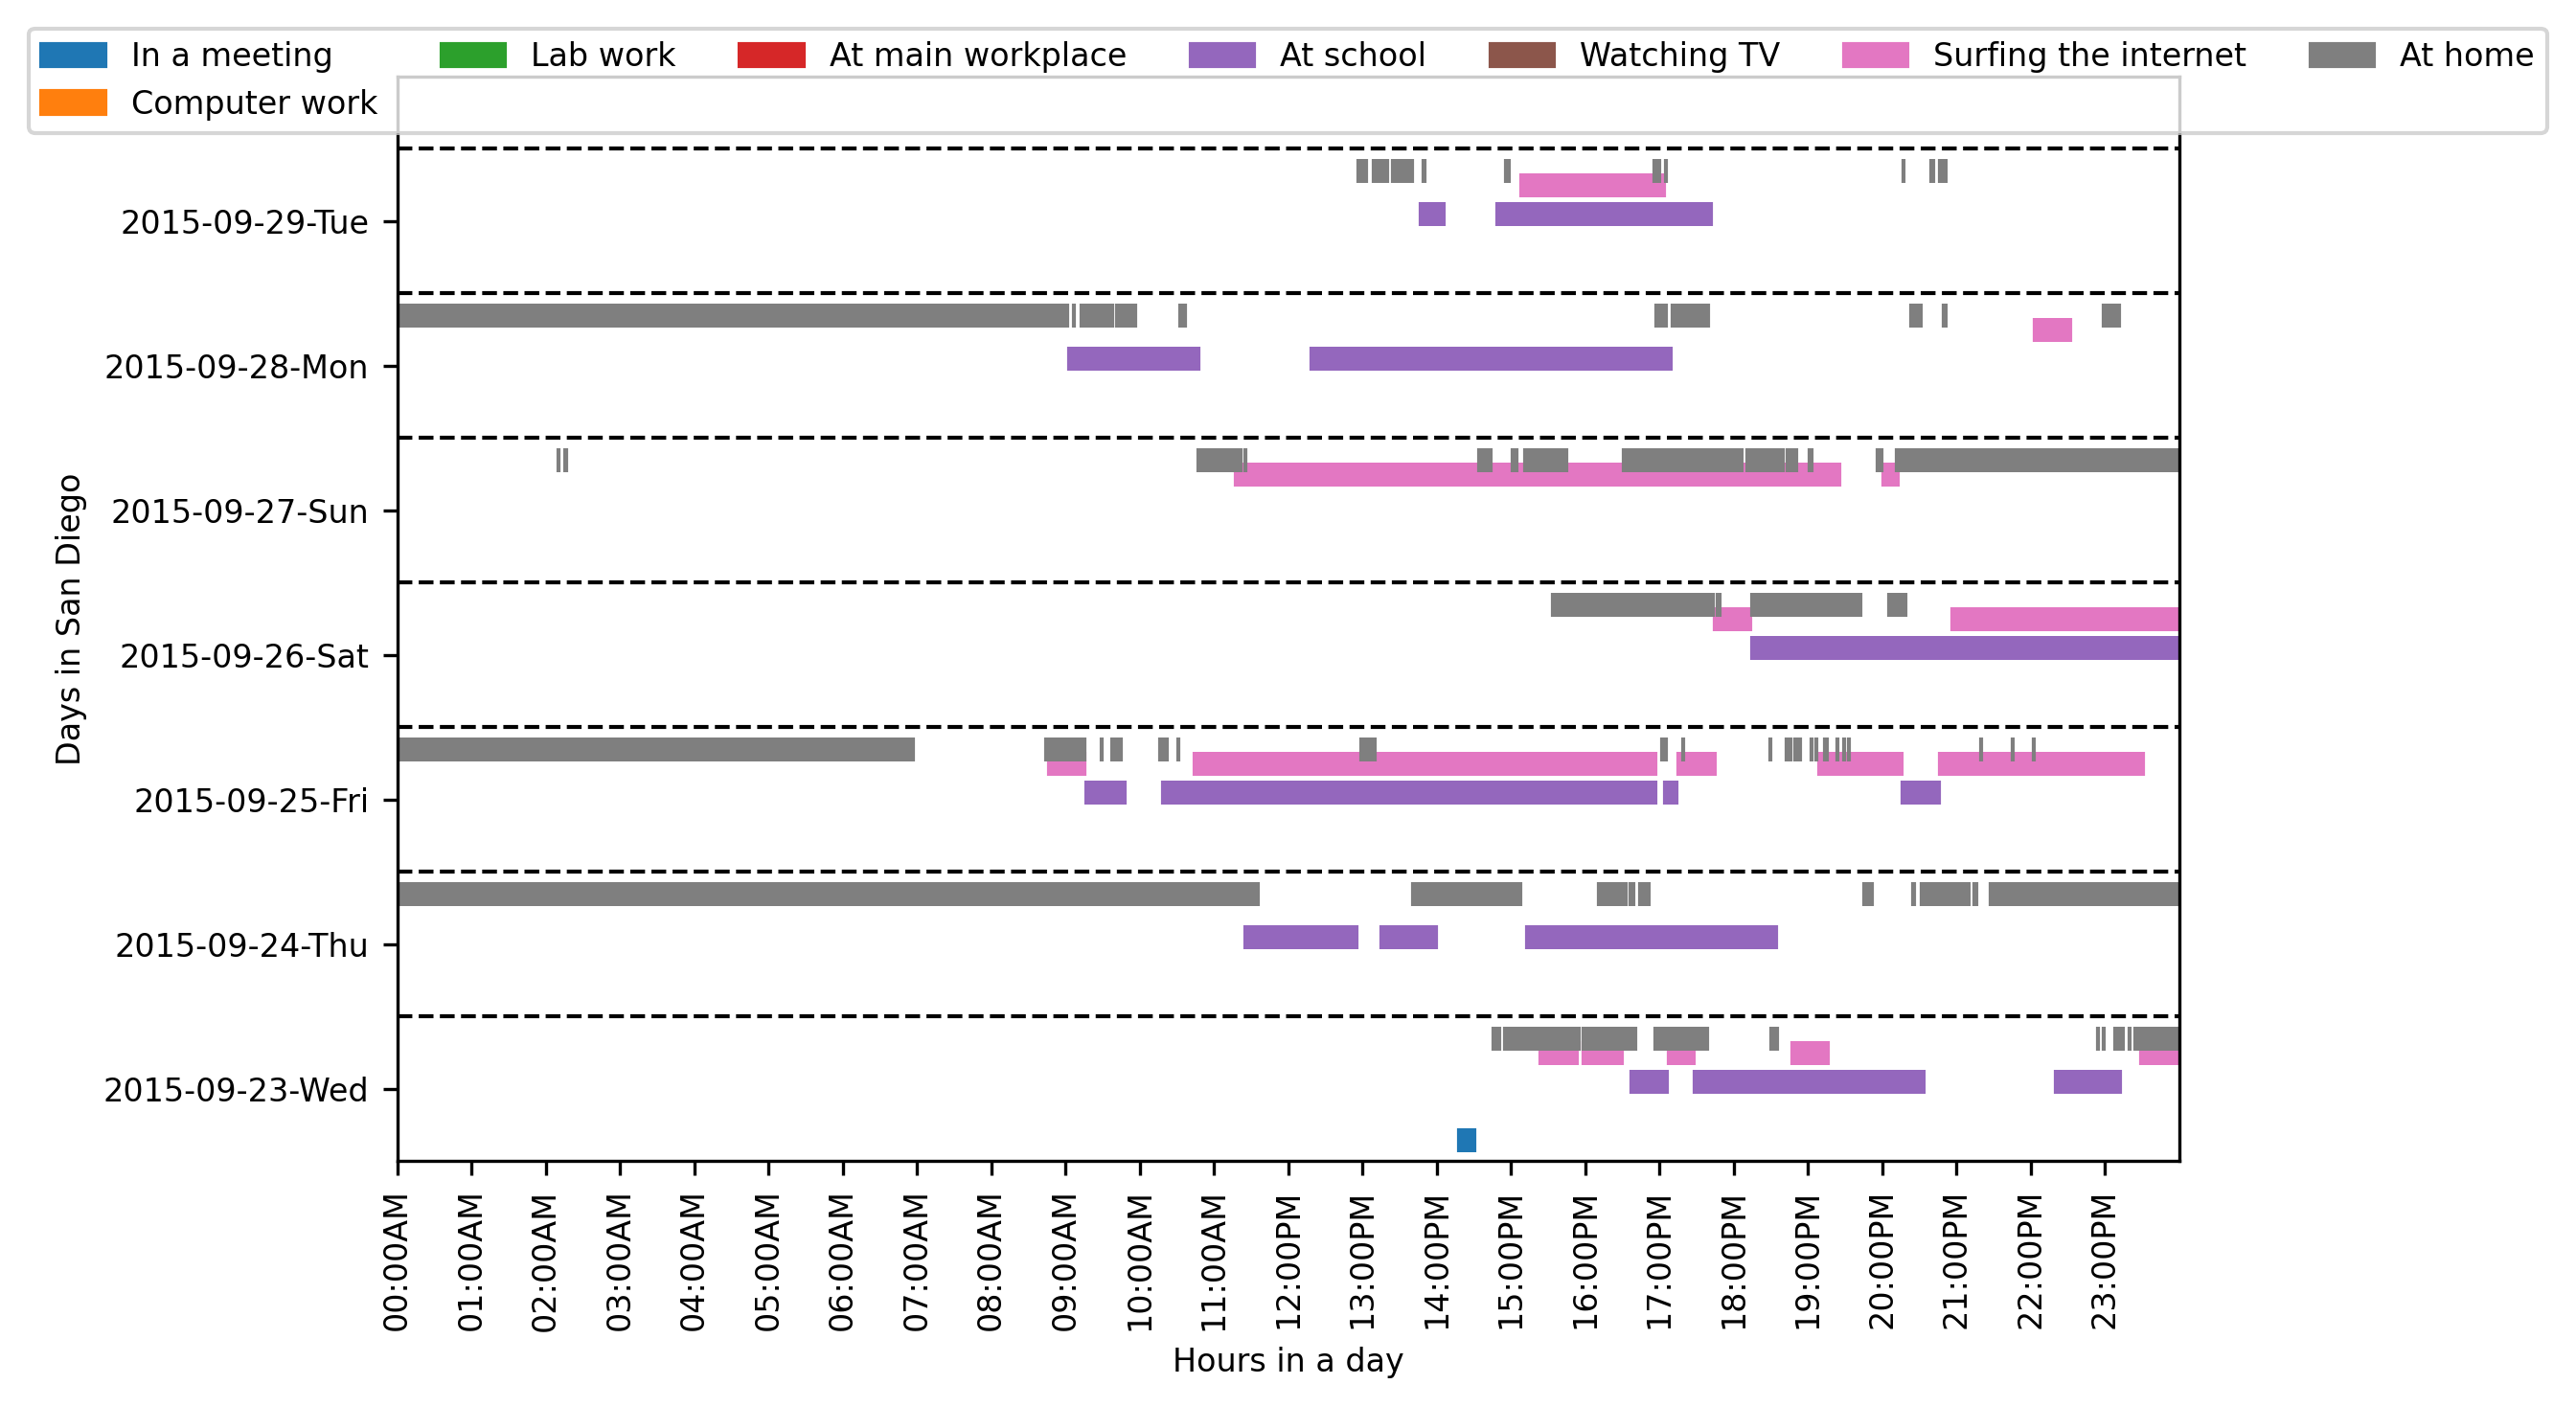 In a meeting Lab work At main workplace At school Watching TV Surfing the internet At home
Computer work
Days in San Diego
2015-09-29-Tue
2015-09-28-Mon
2015-09-27-Sun
2015-09-26-Sat
2015-09-25-Fri
2015-09-24-Thu
2015-09-23-Wed
00:00AM 01:00AM 02:00AM 03:00AM 04:00AM 05:00AM 06:00AM 07:00AM 08:00AM 09:00AM 10:00AM 11:00AM 12:00PM 13:00PM 14:00PM 15:00PM 16:00PM 17:00PM 18:00PM 19:00PM 20:00PM 21:00PM 22:00PM 23:00PM
Hours in a day